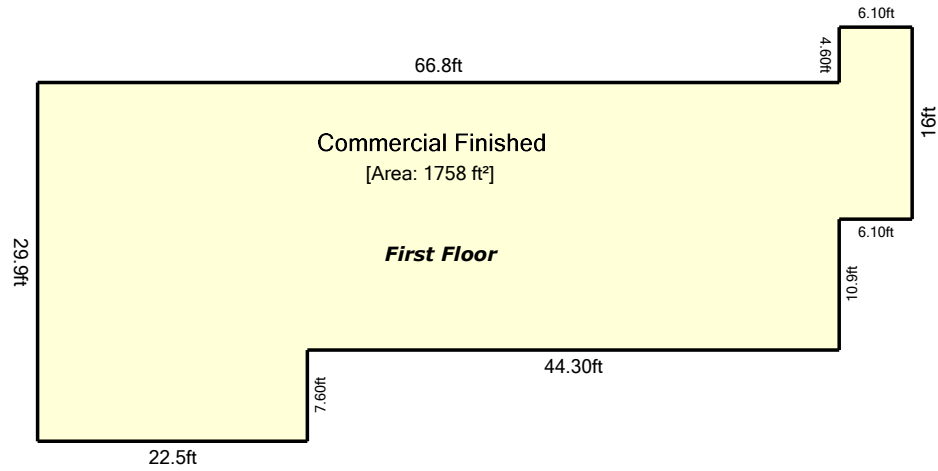 6.10ft
4.60ft
66.8ft
16ft
Commercial Finished
[Area: 1758 ft²]
6.10ft
First Floor
29.9ft
10.9ft
44.30ft
7.60ft
22.5ft